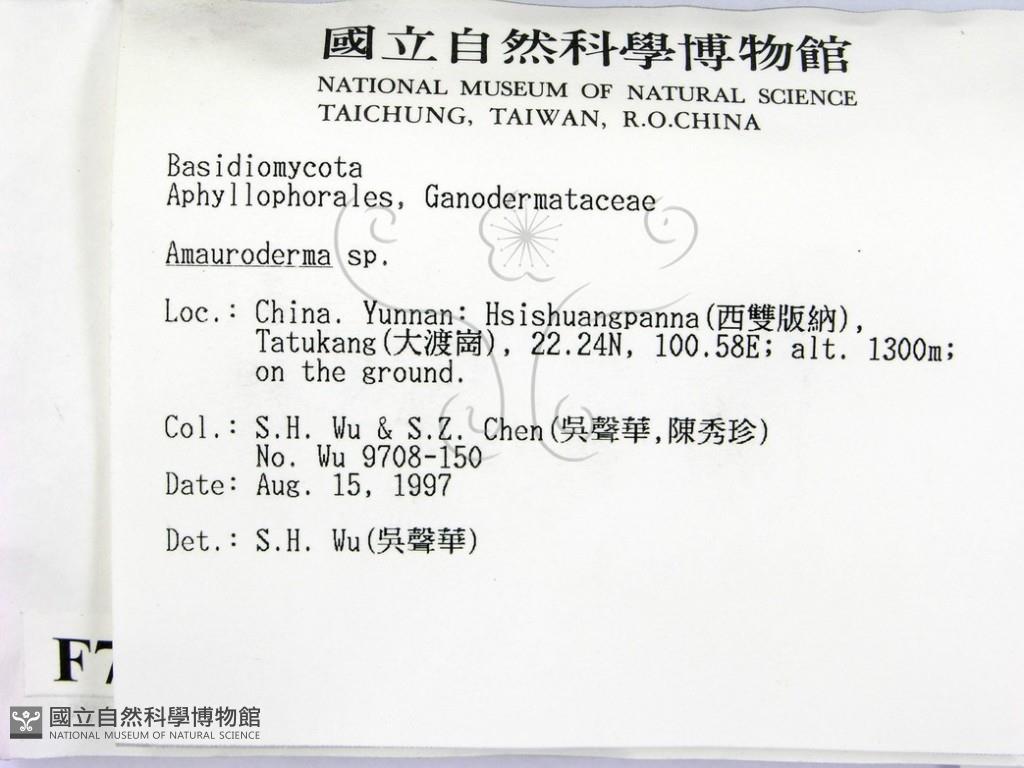 國立自然科學博物館
NATIONAL MUSEUM OF NATURAL SCIENCE
TAICHUNG, TAIWAN, R.O.CHINA
Basidiomycota
Aphyllophorales, Ganodermataceae
Amauroderma sp.
Loc.: China. Yunnan: Hsishuangpanna(西雙版納),
Tatukang(大渡崗), 22.24N, 100.58E; alt. 1300m;
on the ground.
Col.: S.H. Wu & S.Z. Chen(吳聲華,陳秀珍)
No. Wu 9708-150
Date: Aug. 15, 1997
Det.: S.H. Wu(吳聲華)
F7
國立自然科學博物館
NATIONAL MUSEUM OF NATURAL SCIENCE